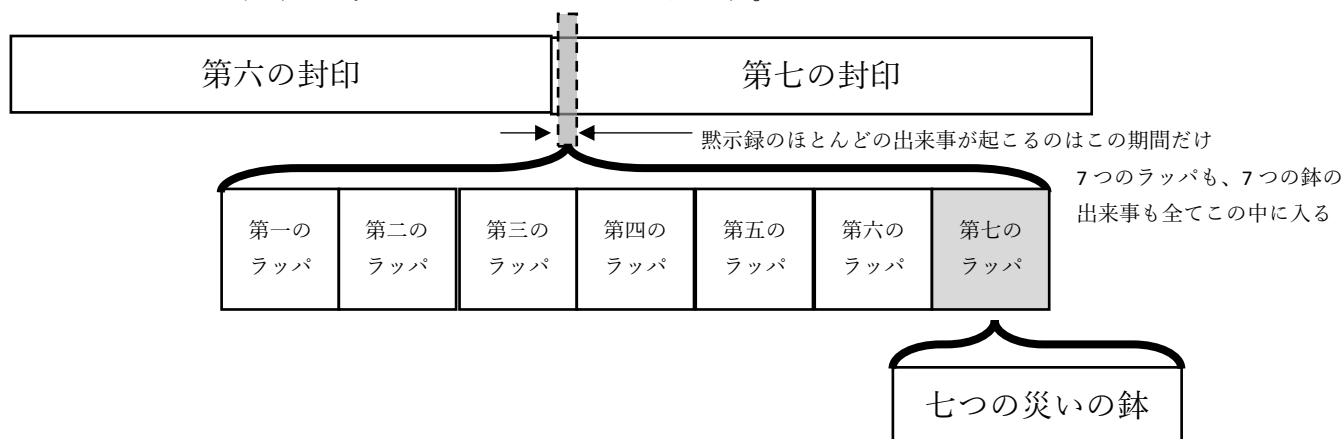 第六の封印
第七の封印
黙示録のほとんどの出来事が起こるのはこの期間だけ
7つのラッパも、7つの鉢の
出来事も全てこの中に入る
第一の
ラッパ
第二の
ラッパ
第三の
ラッパ
第四の
ラッパ
第五の
ラッパ
第六の
ラッパ
第七の
ラッパ
七つの災いの鉢